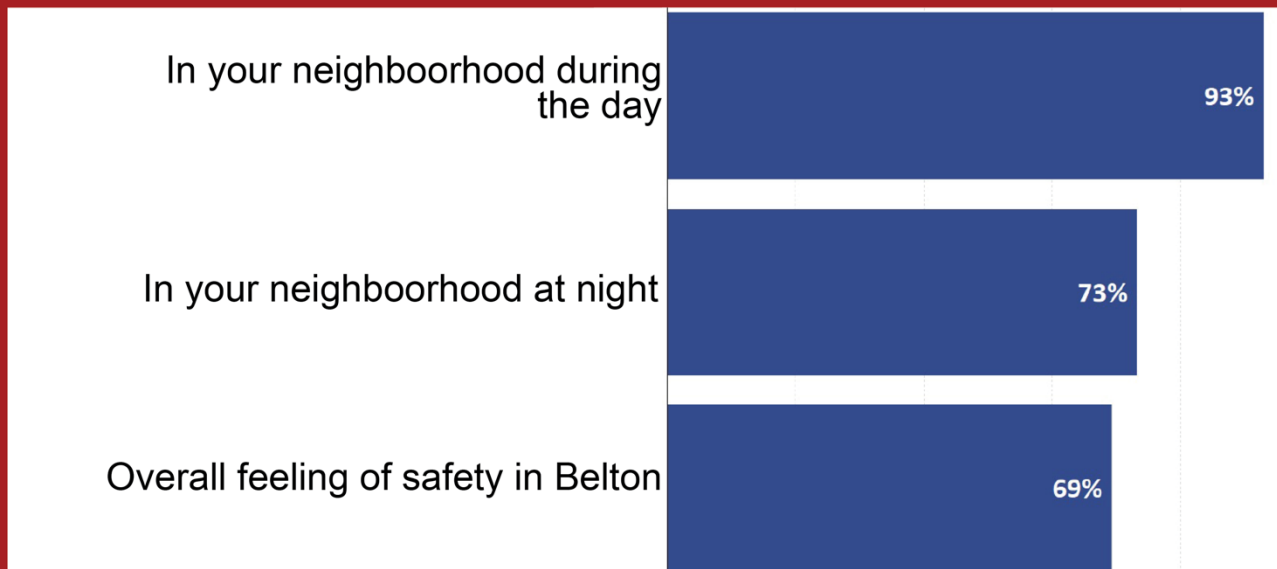 In your neighboorhood during
the day
93%
In your neighboorhood at night
73%
Overall feeling of safety in Belton
69%